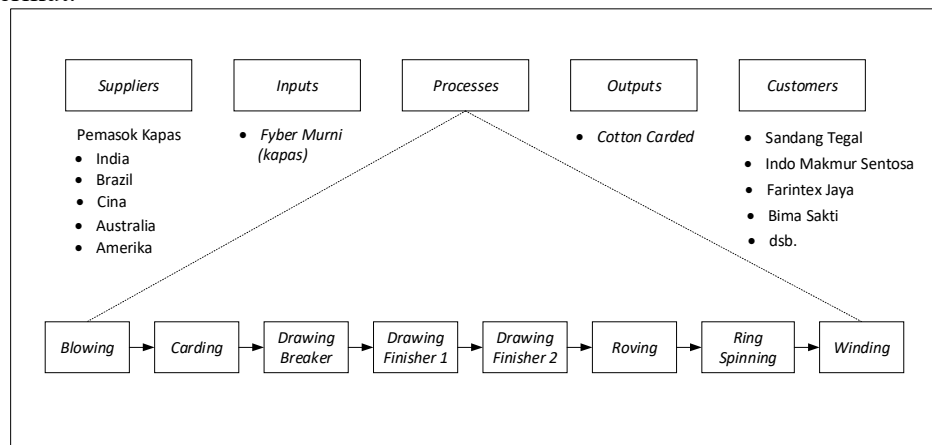 Suppliers
Inputs
Processes
Outputs
Customers
Pemasok Kapas
• India
• Brazil
• Cina
• Australia
• Amerika
• Fyber Murni
(kapas)
• Cotton Carded
• Sandang Tegal
• Indo Makmur Sentosa
• Farintex Jaya
• Bima Sakti
• dsb.
Blowing
Carding
Drawing
Breaker
Drawing
Finisher 1
Drawing
Finisher 2
Roving
Ring
Spinning
Winding